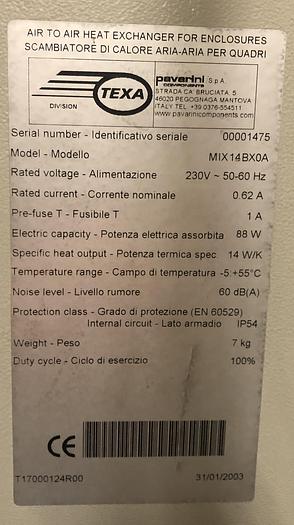 AIR TO AIR HEAT EXCHANGER FOR ENCLOSURES
SCAMBIATORE DI CALORE ARIA-ARIA PER QUADRI
TEXA
DIVISION
pavarini S.p.A.
COMPONENTS
STRADA CA' BRUCIATA, 5
46020 PEGOGNAGA MANTOVA
ITALY TEL. +39 0376-554511
www.pavarinicomponents.com
Serial number - Identificativo seriale 00001475
Model - Modello MIX14BX0A
Rated voltage - Alimentazione 230V ~ 50-60 Hz
Rated current - Corrente nominale 0.62 A
Pre-fuse T - Fusibile T 1 A
Electric capacity - Potenza elettrica assorbita 88 W
Specific heat output - Potenza termica spec. 14 W/K
Temperature range - Campo di temperatura -5:+55°C
Noise level - Livello rumore 60 dB(A)
Protection class - Grado di protezione (EN 60529)
Internal circuit - Lato armadio IP54
Weight - Peso 7 kg
Duty cycle - Ciclo di esercizio 100%
CE
T17000124R00 31/01/2003